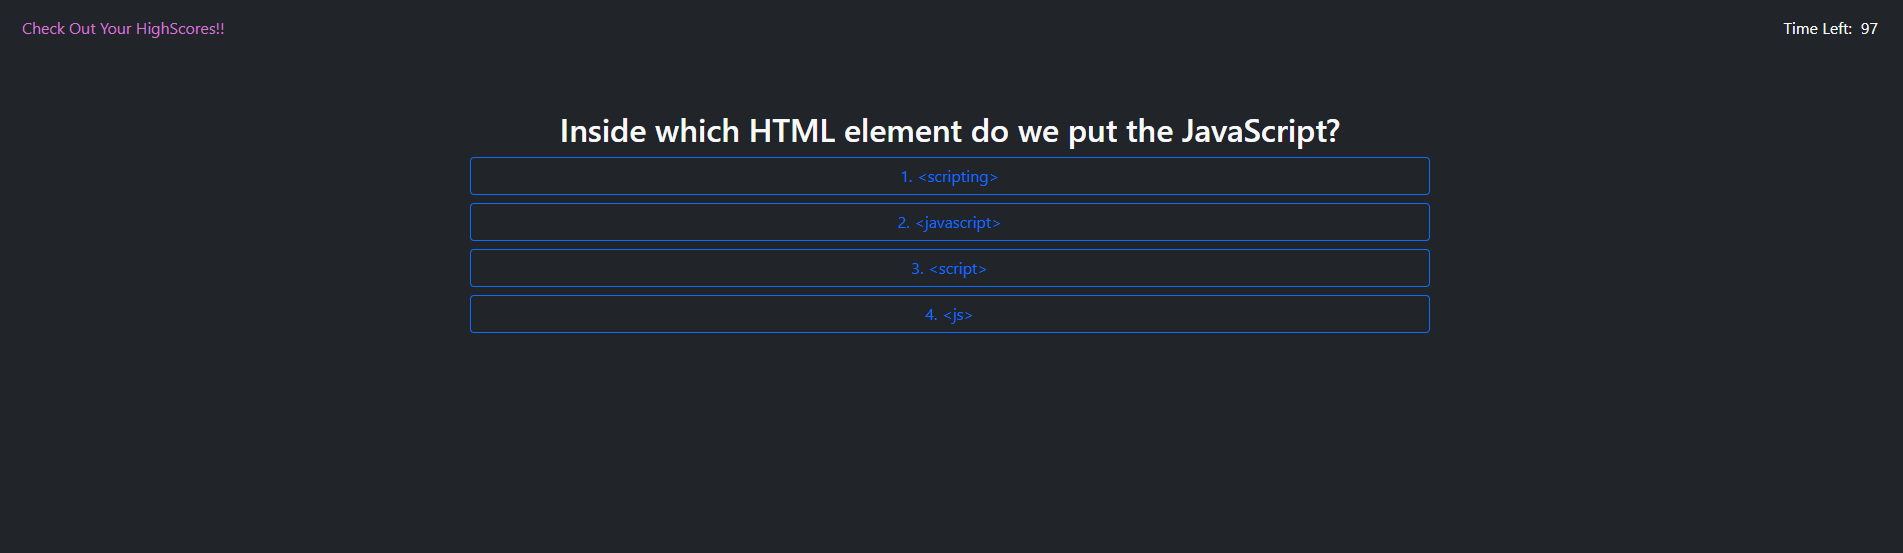 Check Out Your HighScores!!
Time Left: 97
Inside which HTML element do we put the JavaScript?
1. <scripting>
2. <javascript>
3. <script>
4. <js>